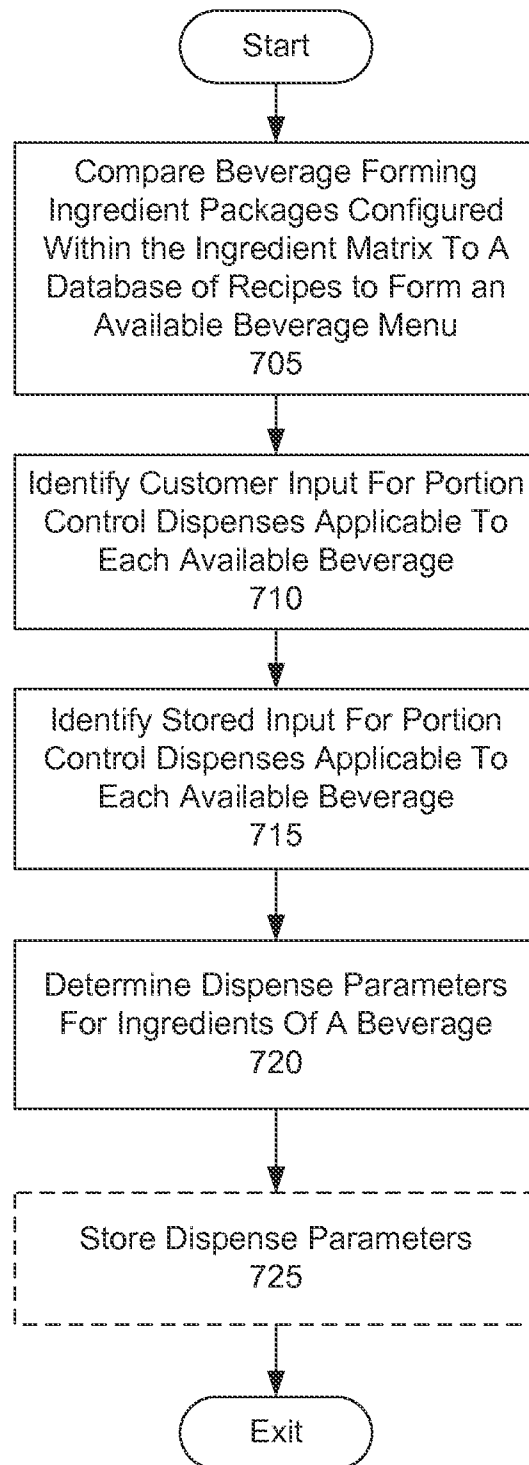 Start
Compare Beverage Forming
Ingredient Packages Configured
Within the Ingredient Matrix To A
Database of Recipes to Form an
Available Beverage Menu
705
Identify Customer Input For Portion
Control Dispenses Applicable To
Each Available Beverage
710
Identify Stored Input For Portion
Control Dispenses Applicable To
Each Available Beverage
715
Determine Dispense Parameters
For Ingredients Of A Beverage
720
Store Dispense Parameters
725
Exit